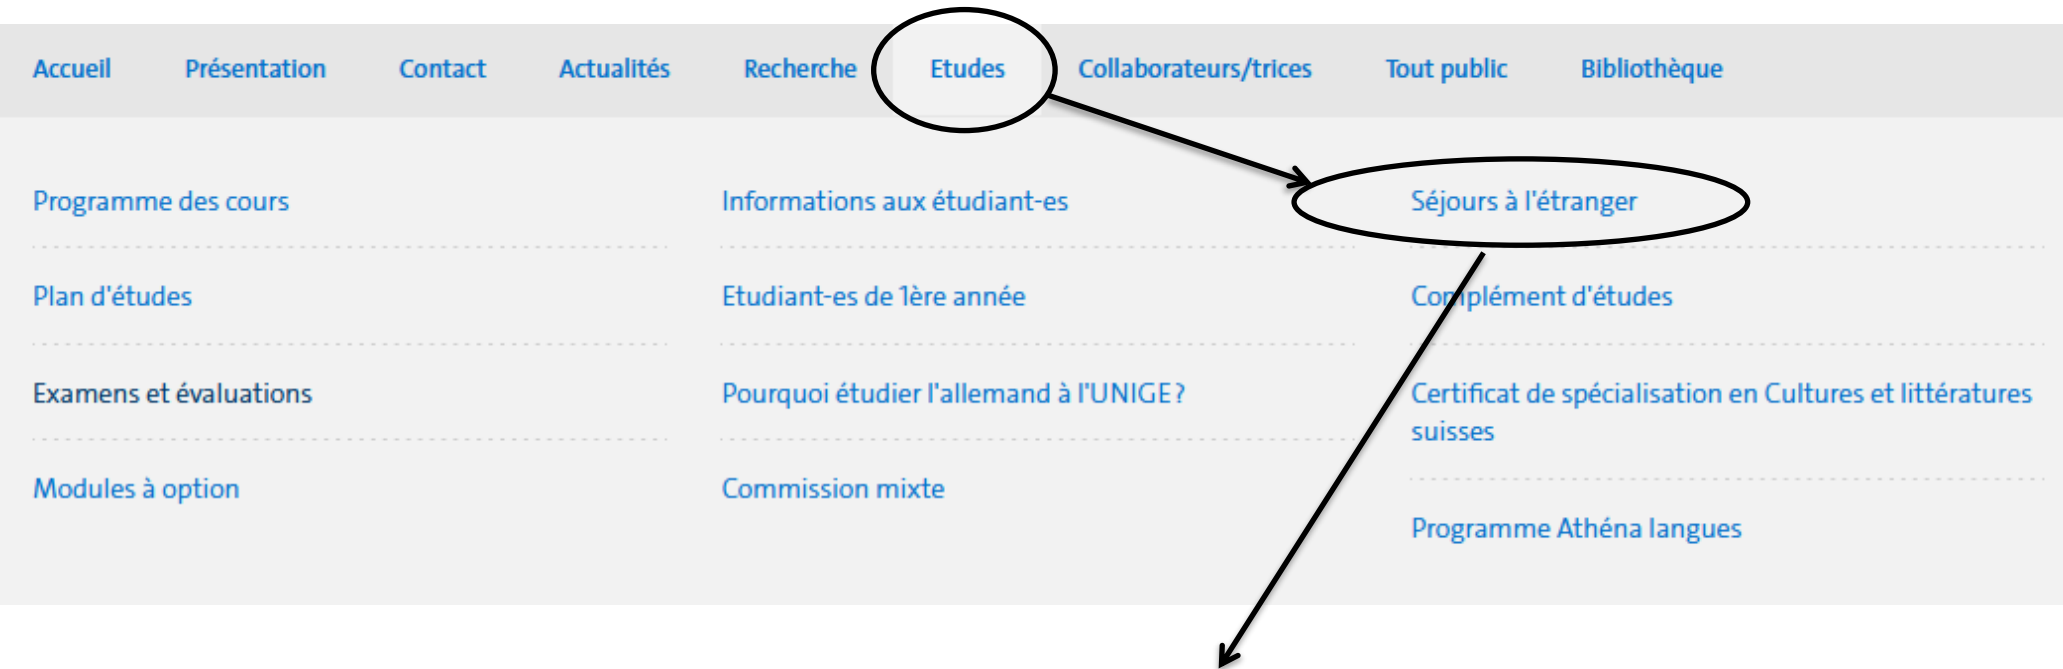 Accueil Présentation Contact Actualités Recherche Etudes Collaborateurs/trices Tout public Bibliothèque
Programme des cours
Plan d'études
Examens et évaluations
Modules à option
Informations aux étudiant-es
Etudiant-es de 1ère année
Pourquoi étudier l'allemand à l'UNIGE?
Commission mixte
Séjours à l'étranger
Complément d'études
Certificat de spécialisation en Cultures et littératures
suisses
Programme Athéna langues